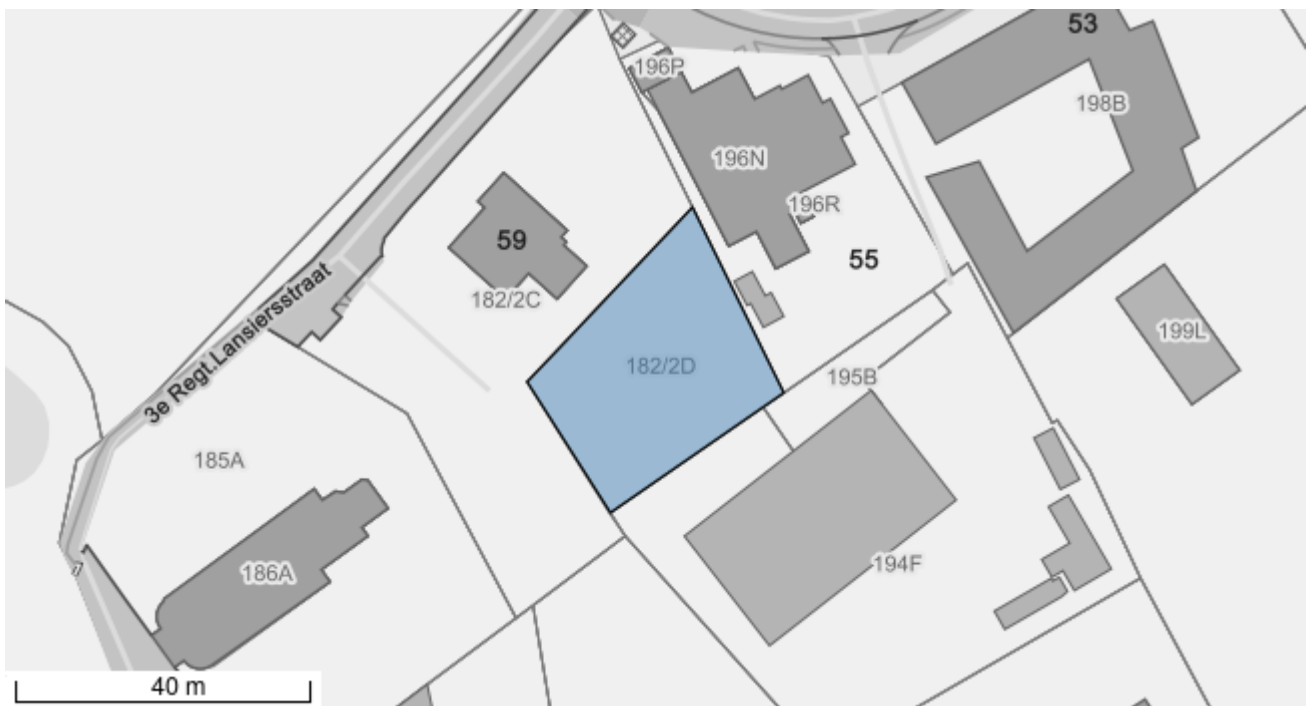 53
196P
198B
196N
196R
59
55
182/2C
3e Regt.Lansiersstraat
199L
182/2D
195B
185A
194F
186A
40 m